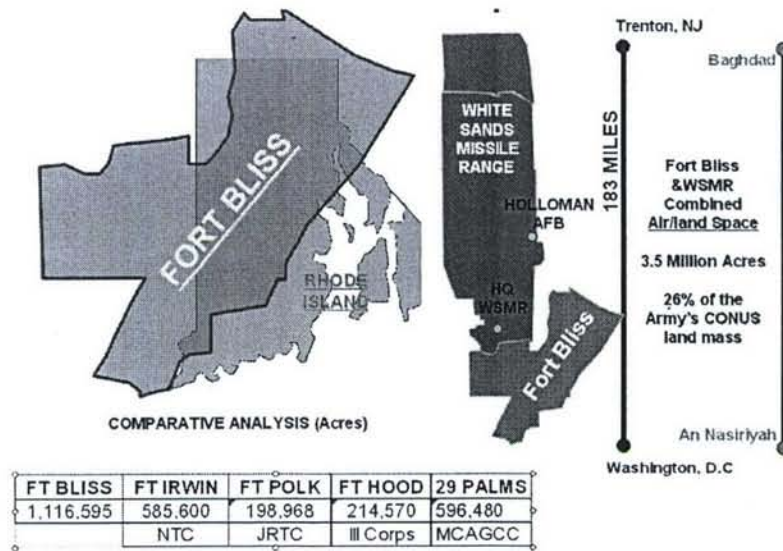 FORT BLISS
RHODE
ISLAND
COMPARATIVE ANALYSIS (Acres)
WHITE
SANDS
MISSILE
RANGE
HOLLOMAN
AFB
HQ
WSMR
Fort Bliss
Trenton, NJ
183 MILES
Washington, D.C
Baghdad
Fort Bliss
&WSMR
Combined
Air/land Space
3.5 Million Acres
26% of the
Army's CONUS
land mass
An Nasiriyah
FT BLISS FT IRWIN FT POLK FT HOOD 29 PALMS
1,116,595 585,600 198,968 214,570 596,480
NTC JRTC III Corps MCAGCC